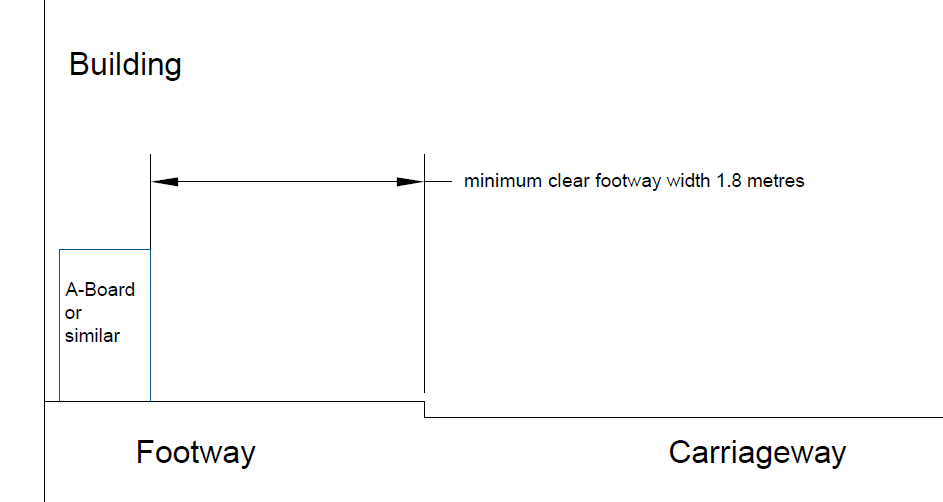 Building
minimum clear footway width 1.8 metres
A-Board
or
similar
Footway
Carriageway